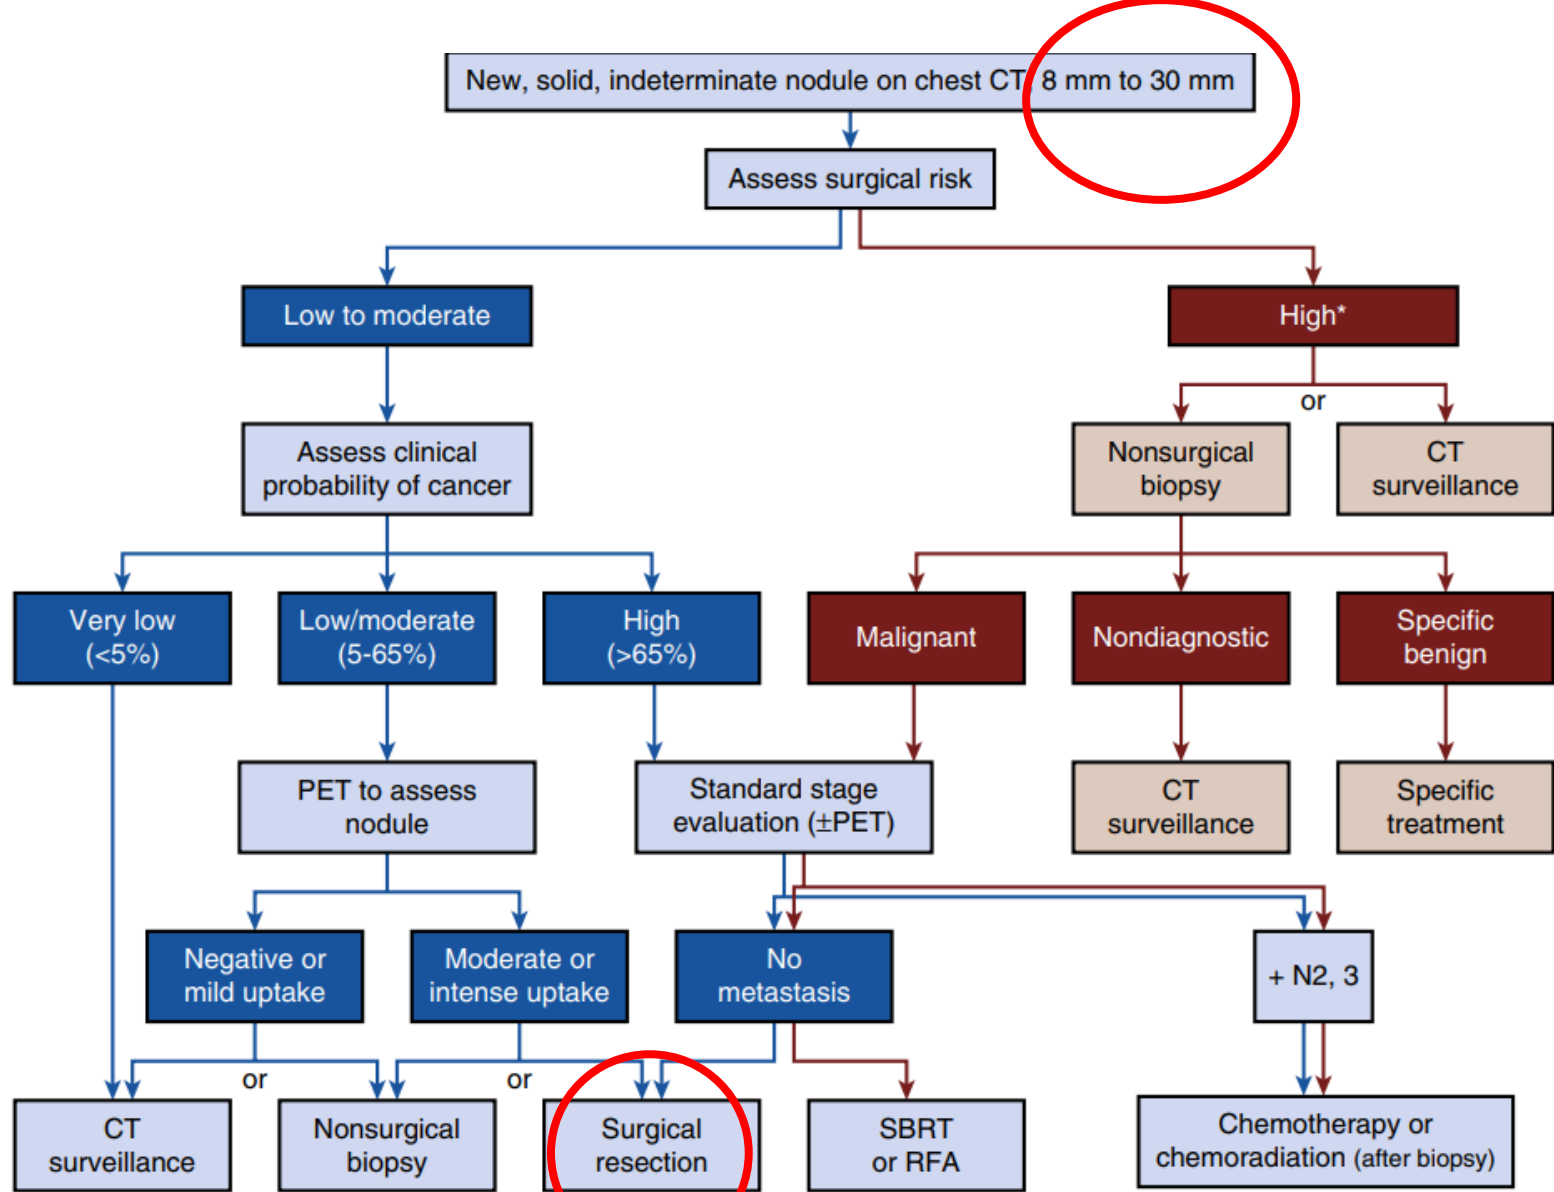 New, solid, indeterminate nodule on chest CT, 8 mm to 30 mm
Assess surgical risk
Low to moderate
High*
or
Assess clinical
probability of cancer
Nonsurgical
biopsy
CT
surveillance
Very low
(<5%)
Low/moderate
(5-65%)
High
(>65%)
Malignant
Nondiagnostic
Specific
benign
PET to assess
nodule
Standard stage
evaluation (±PET)
CT
surveillance
Specific
treatment
Negative or
mild uptake
Moderate or
intense uptake
No
metastasis
+ N2, 3
or
or
CT
surveillance
Nonsurgical
biopsy
Surgical
resection
SBRT
or RFA
Chemotherapy or
chemoradiation (after biopsy)